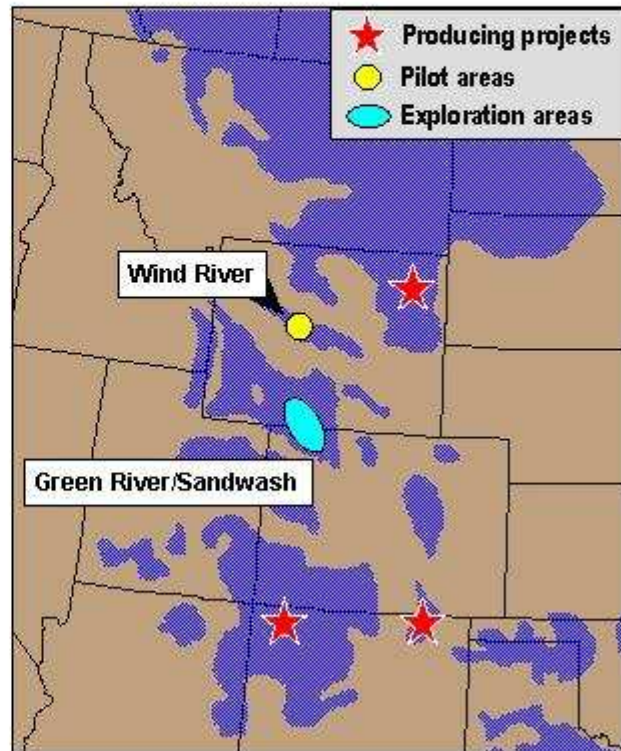 Producing projects
Pilot areas
Exploration areas
Wind River
Green River/Sandwash